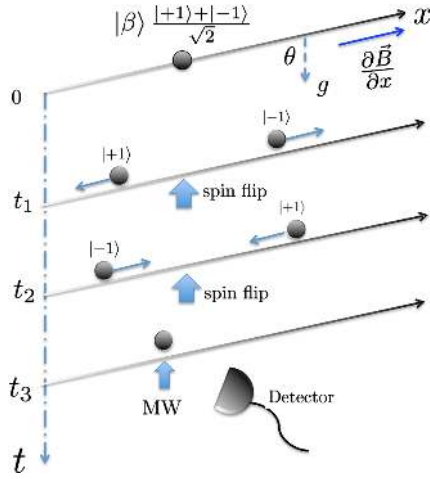 |β⟩ (|+1⟩+|−1⟩)/√2
x
θ
g
∂B⃗/∂x
0
|+1⟩
|−1⟩
t₁
spin flip
|−1⟩
|+1⟩
t₂
spin flip
t₃
MW
Detector
t